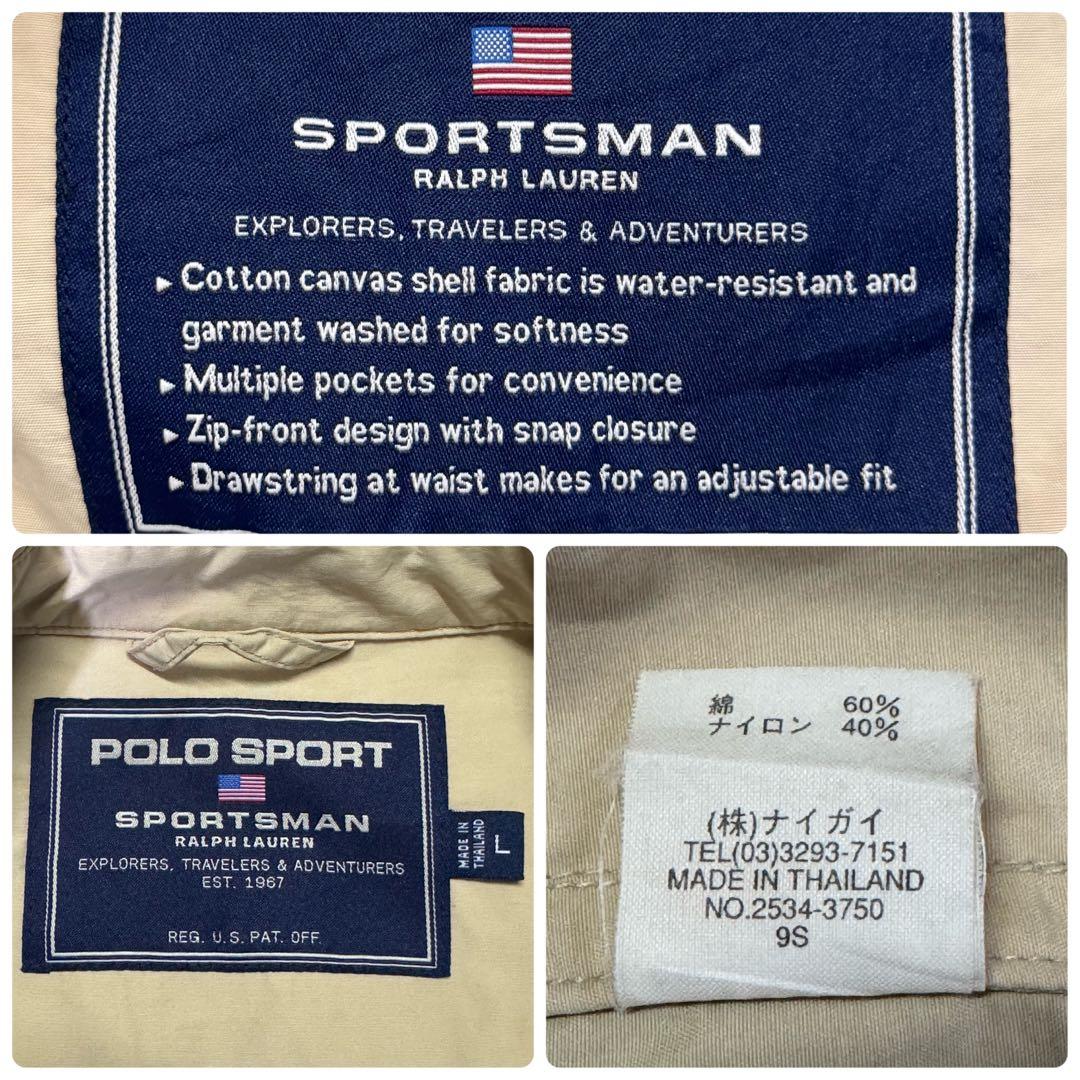 SPORTSMAN
RALPH LAUREN
EXPLORERS, TRAVELERS & ADVENTURERS
▸ Cotton canvas shell fabric is water-resistant and
garment washed for softness
▸ Multiple pockets for convenience
▸ Zip-front design with snap closure
▸ Drawstring at waist makes for an adjustable fit
POLO SPORT
SPORTSMAN
RALPH LAUREN
EXPLORERS, TRAVELERS & ADVENTURERS
EST. 1967
REG. U.S. PAT. OFF.
MADE IN
THAILAND
L
綿 60%
ナイロン 40%
(株)ナイガイ
TEL(03)3293-7151
MADE IN THAILAND
NO.2534-3750
9S